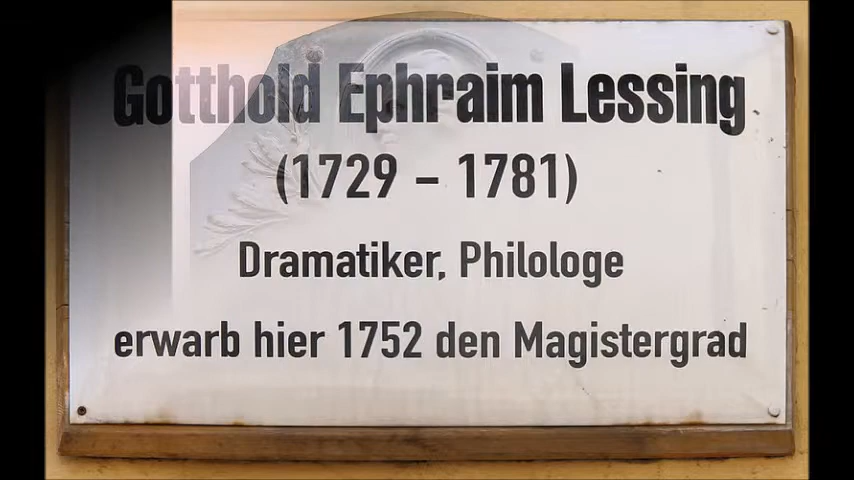 Gotthold Ephraim Lessing
(1729 – 1781)
Dramatiker, Philologe
erwarb hier 1752 den Magistergrad